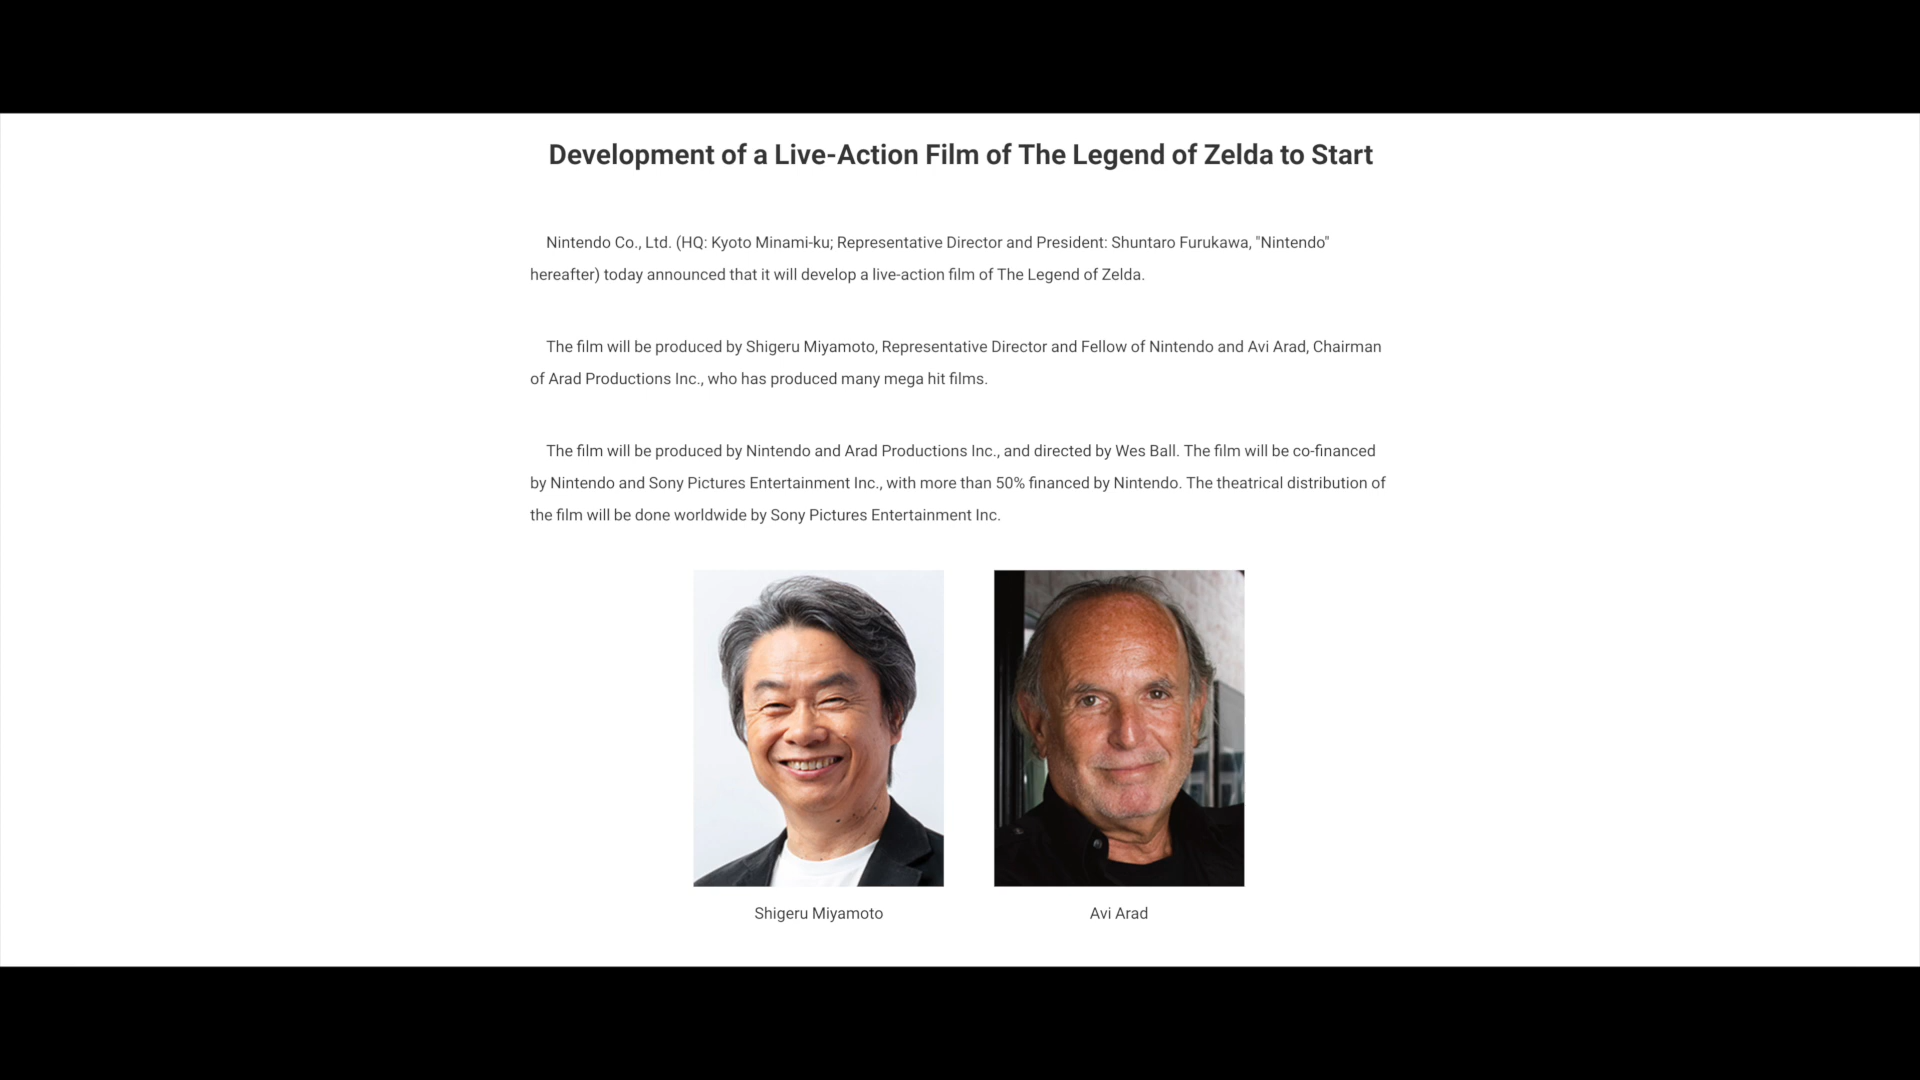 Development of a Live-Action Film of The Legend of Zelda to Start
Nintendo Co., Ltd. (HQ: Kyoto Minami-ku; Representative Director and President: Shuntaro Furukawa, "Nintendo"
hereafter) today announced that it will develop a live-action film of The Legend of Zelda.
The film will be produced by Shigeru Miyamoto, Representative Director and Fellow of Nintendo and Avi Arad, Chairman
of Arad Productions Inc., who has produced many mega hit films.
The film will be produced by Nintendo and Arad Productions Inc., and directed by Wes Ball. The film will be co-financed
by Nintendo and Sony Pictures Entertainment Inc., with more than 50% financed by Nintendo. The theatrical distribution of
the film will be done worldwide by Sony Pictures Entertainment Inc.
Shigeru Miyamoto
Avi Arad